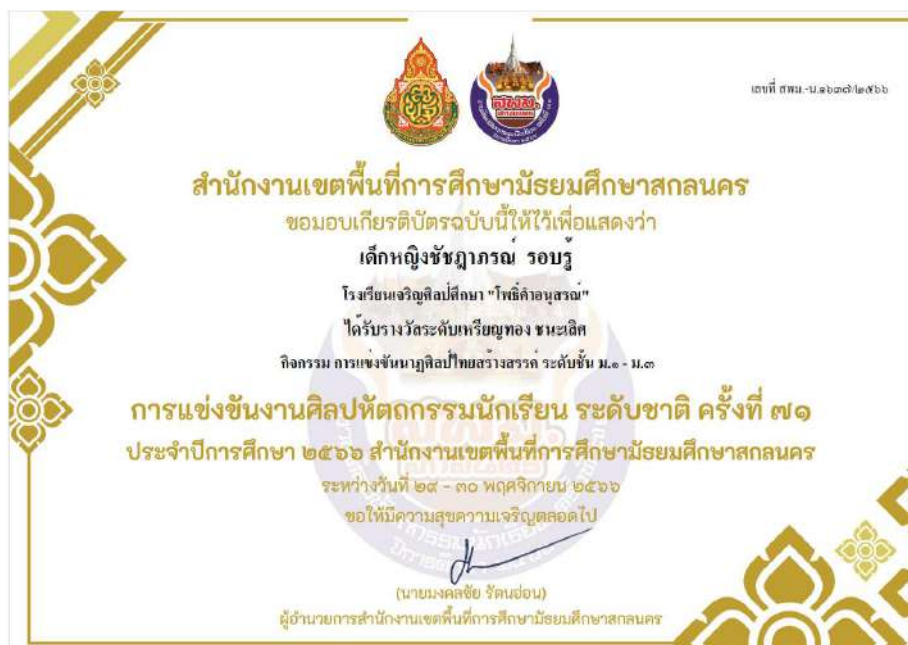 เลขที่ สพม.-น.๑๖๓๗/๒๕๖๖
สพม.
สกลนคร
สำนักงานเขตพื้นที่การศึกษามัธยมศึกษาสกลนคร
ขอมอบเกียรติบัตรฉบับนี้ให้ไว้เพื่อแสดงว่า
เด็กหญิงชัชฎาภรณ์ รอบรู้
โรงเรียนเจริญศิลป์ศึกษา "โพธิ์คำอนุสรณ์"
ได้รับรางวัลระดับเหรียญทอง ชนะเลิศ
กิจกรรม การแข่งขันนาฏศิลป์ไทยสร้างสรรค์ ระดับชั้น ม.๑ - ม.๓
การแข่งขันงานศิลปหัตถกรรมนักเรียน ระดับชาติ ครั้งที่ ๗๑
ประจำปีการศึกษา ๒๕๖๖ สำนักงานเขตพื้นที่การศึกษามัธยมศึกษาสกลนคร
ระหว่างวันที่ ๒๙ - ๓๐ พฤศจิกายน ๒๕๖๖
ขอให้มีความสุขความเจริญตลอดไป
(นายมงคลชัย รัตนอ่อน)
ผู้อำนวยการสำนักงานเขตพื้นที่การศึกษามัธยมศึกษาสกลนคร